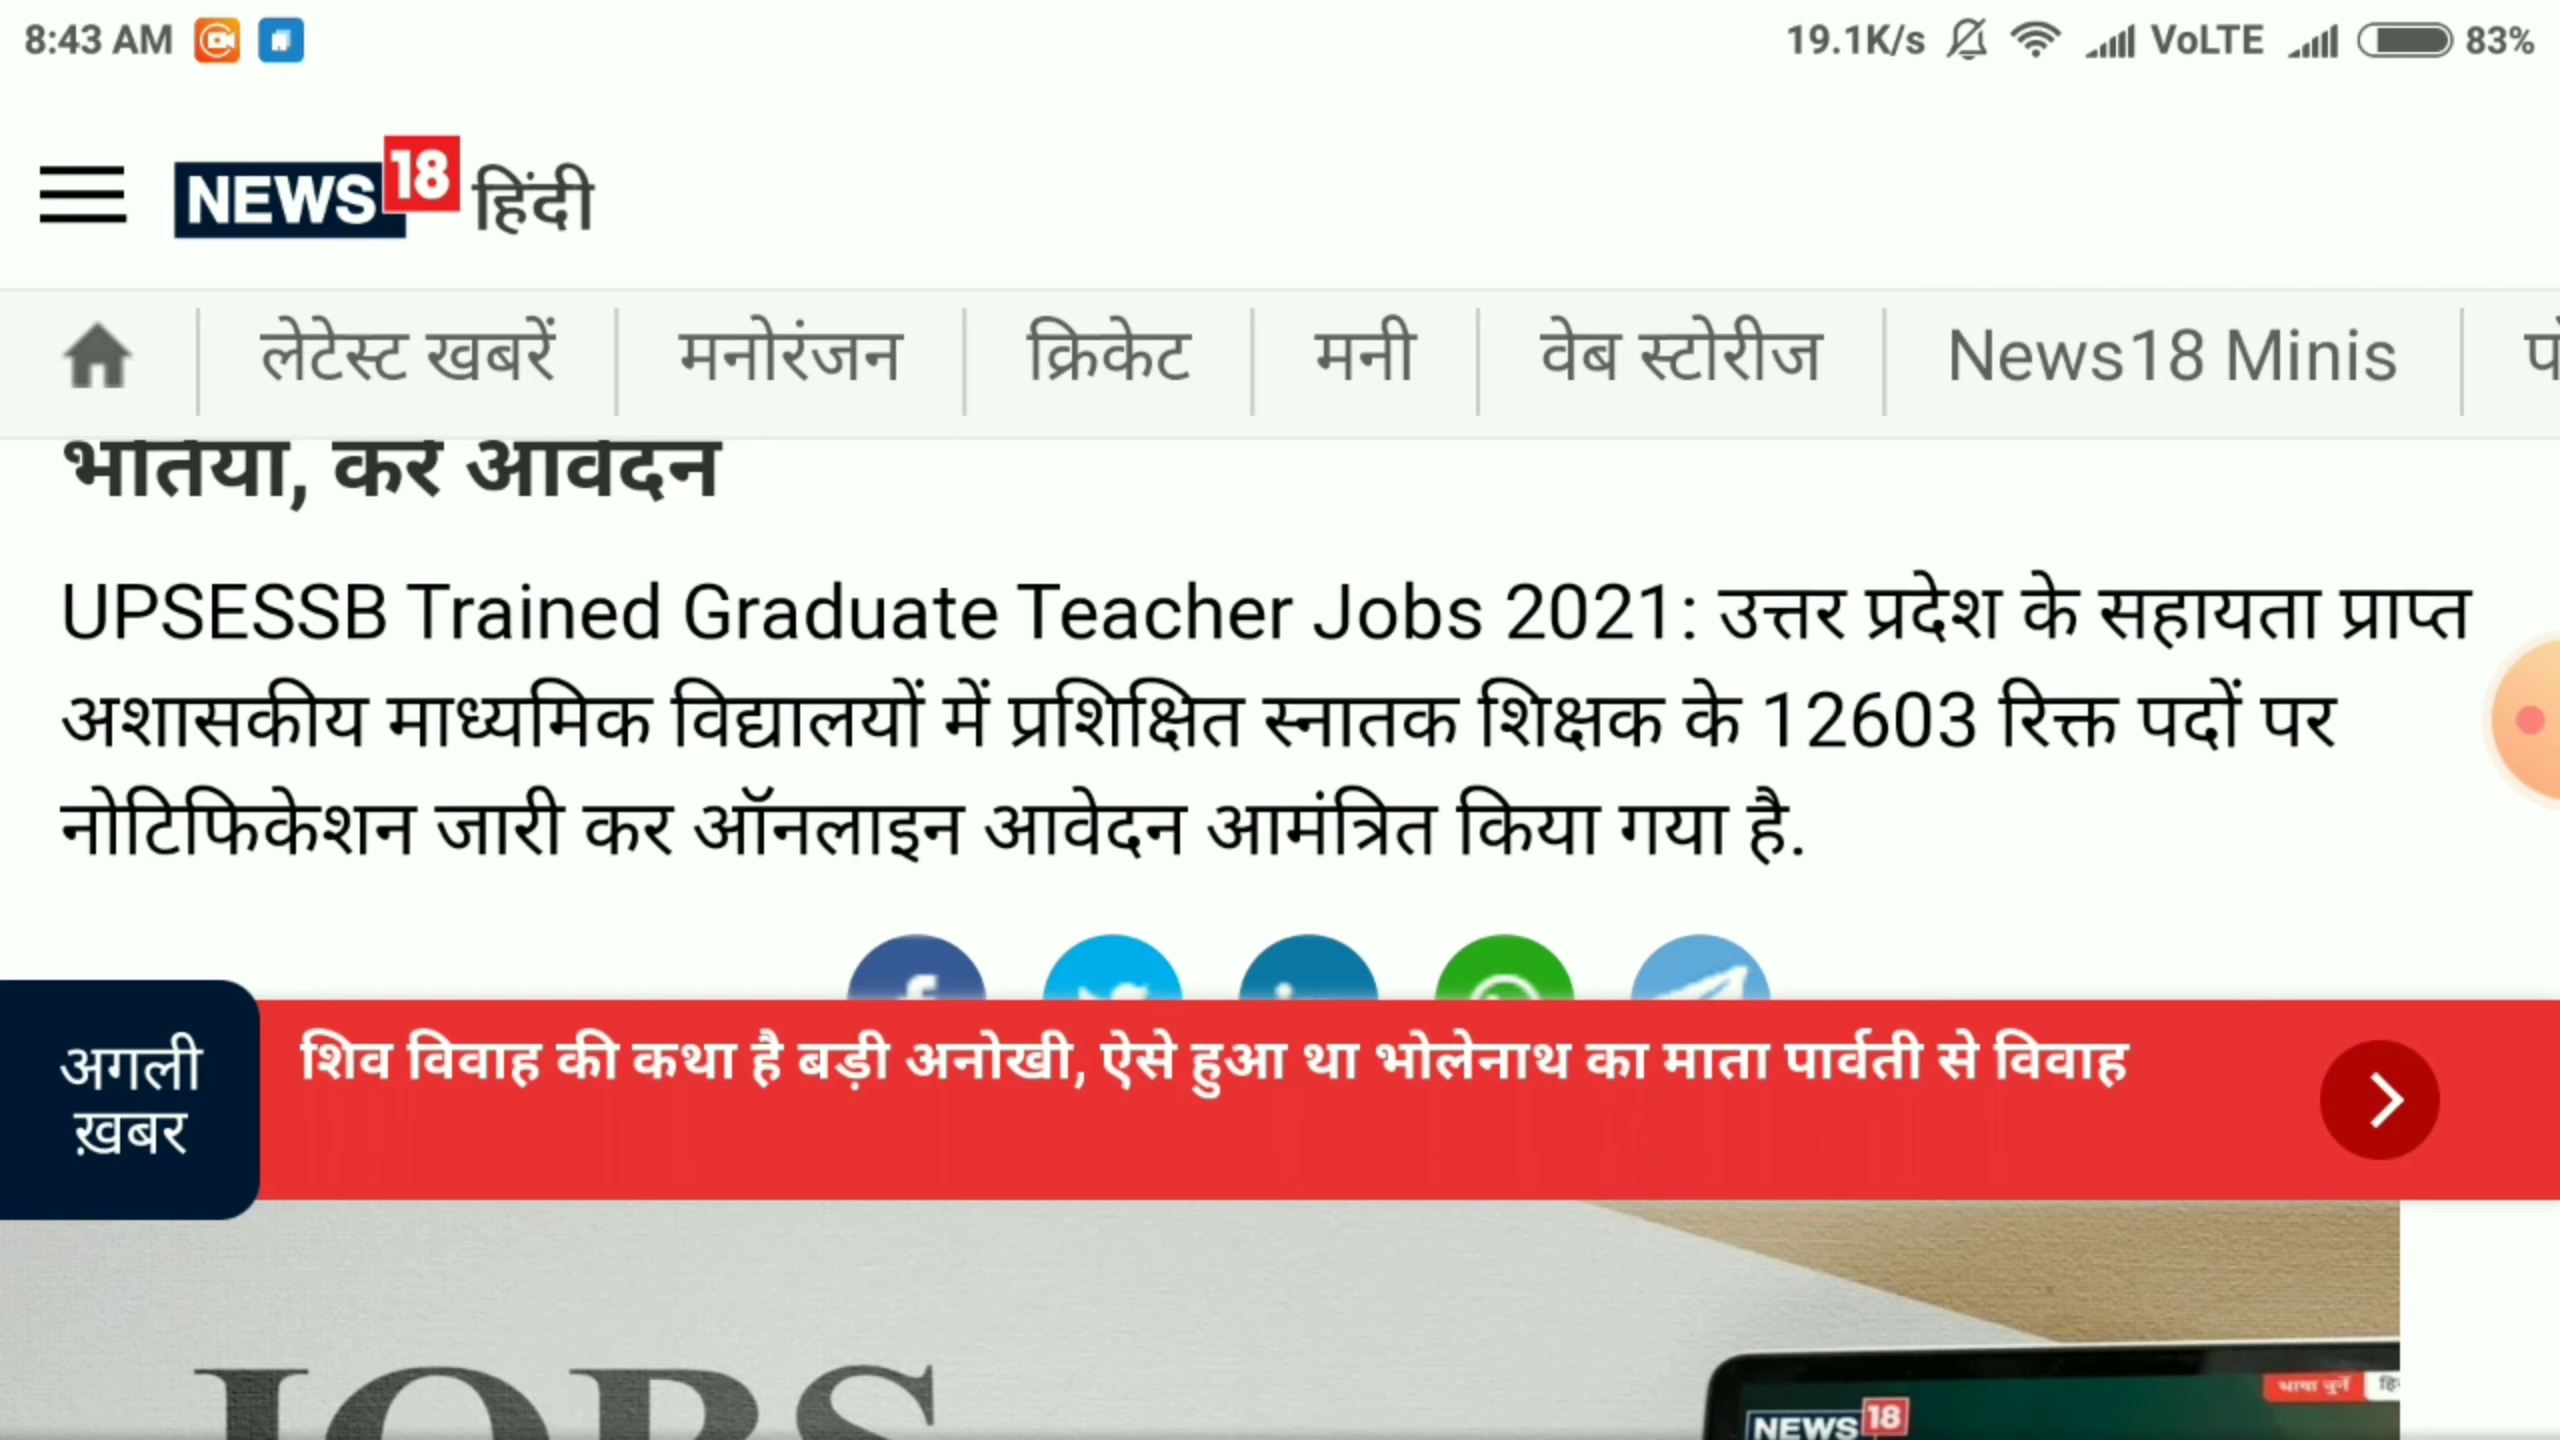 8:43 AM 19.1K/s VoLTE 83%
NEWS18 हिंदी
लेटेस्ट खबरें मनोरंजन क्रिकेट मनी वेब स्टोरीज News18 Minis
आवेदन
UPSESSB Trained Graduate Teacher Jobs 2021: उत्तर प्रदेश के सहायता प्राप्त
अशासकीय माध्यमिक विद्यालयों में प्रशिक्षित स्नातक शिक्षक के 12603 रिक्त पदों पर
नोटिफिकेशन जारी कर ऑनलाइन आवेदन आमंत्रित किया गया है.
अगली
ख़बर
शिव विवाह की कथा है बड़ी अनोखी, ऐसे हुआ था भोलेनाथ का माता पार्वती से विवाह
JOBS
NEWS18